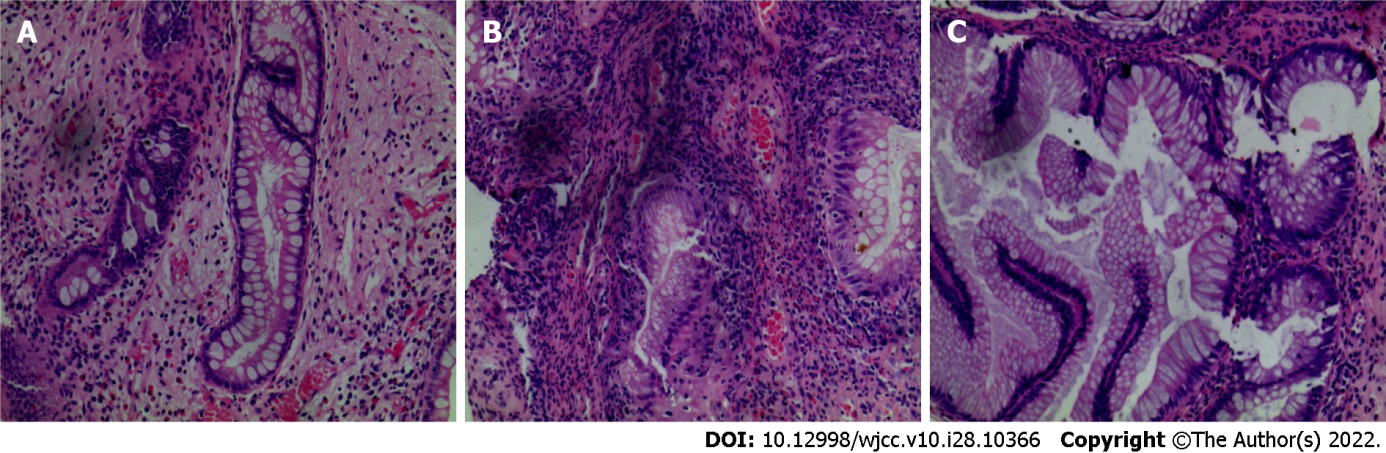 A
B
C
DOI: 10.12998/wjcc.v10.i28.10366 Copyright ©The Author(s) 2022.